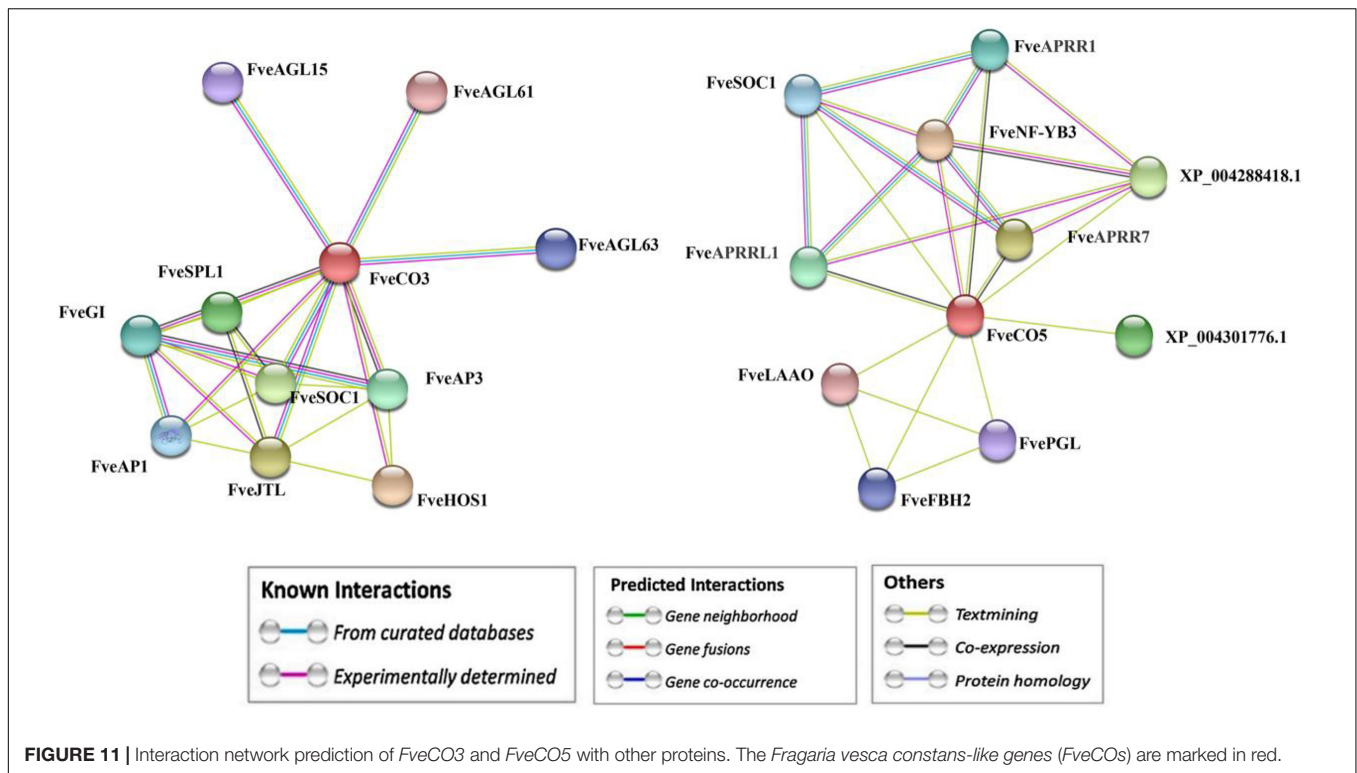 FveAGL15
FveAGL61
FveAGL63
FveCO3
FveSPL1
FveGI
FveAP3
FveSOC1
FveAP1
FveJTL
FveHOS1
FveAPRR1
FveSOC1
FveNF-YB3
XP_004288418.1
FveAPRR7
FveAPRRL1
FveCO5
XP_004301776.1
FveLAAO
FvePGL
FveFBH2
Known Interactions
From curated databases
Experimentally determined
Predicted Interactions
Gene neighborhood
Gene fusions
Gene co-occurrence
Others
Textmining
Co-expression
Protein homology
FIGURE 11 | Interaction network prediction of FveCO3 and FveCO5 with other proteins. The Fragaria vesca constans-like genes (FveCOs) are marked in red.